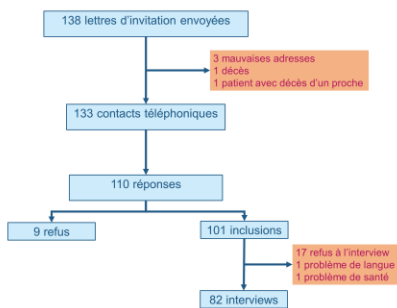 138 lettres d'invitation envoyées
3 mauvaises adresses
1 décès
1 patient avec décès d'un proche
133 contacts téléphoniques
110 réponses
9 refus
101 inclusions
17 refus à l'interview
1 problème de langue
1 problème de santé
82 interviews